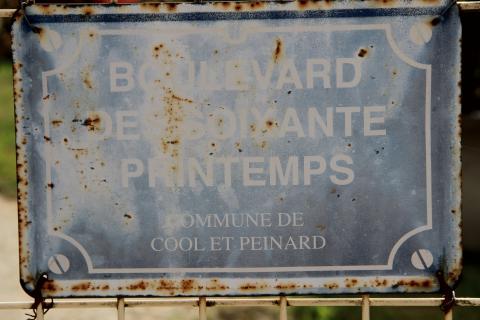 BOULEVARD
DES SOIXANTE
PRINTEMPS
COMMUNE DE
COOL ET PEINARD